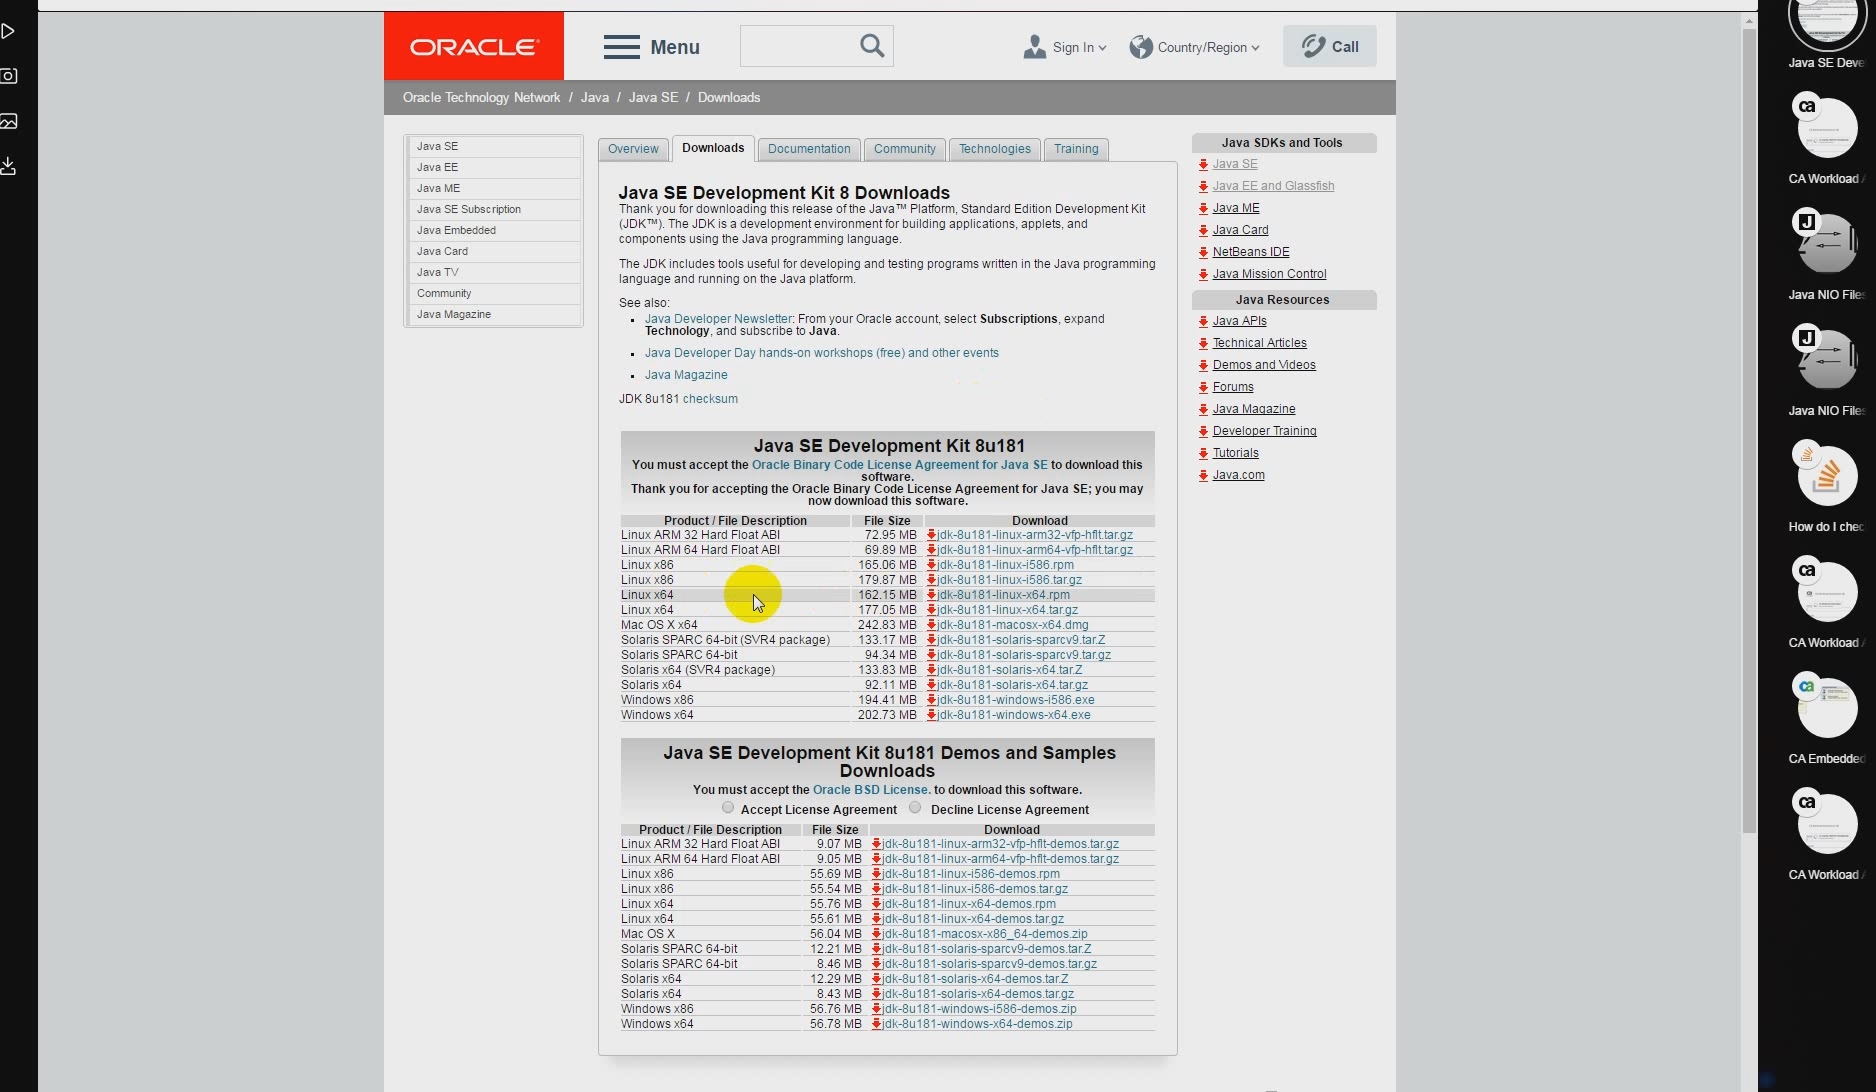 ORACLE
Menu
Sign In
Country/Region
Call
Oracle Technology Network / Java / Java SE / Downloads
Java SE
Java EE
Java ME
Java SE Subscription
Java Embedded
Java Card
Java TV
Community
Java Magazine
Overview
Downloads
Documentation
Community
Technologies
Training
Java SE Development Kit 8 Downloads
Thank you for downloading this release of the Java™ Platform, Standard Edition Development Kit
(JDK™). The JDK is a development environment for building applications, applets, and
components using the Java programming language.
The JDK includes tools useful for developing and testing programs written in the Java programming
language and running on the Java platform.
See also:
Java Developer Newsletter: From your Oracle account, select Subscriptions, expand
Technology, and subscribe to Java.
Java Developer Day hands-on workshops (free) and other events
Java Magazine
JDK 8u181 checksum
Java SE Development Kit 8u181
You must accept the Oracle Binary Code License Agreement for Java SE to download this
software.
Thank you for accepting the Oracle Binary Code License Agreement for Java SE; you may
now download this software.
Product / File Description File Size Download
Linux ARM 32 Hard Float ABI 72.95 MB jdk-8u181-linux-arm32-vfp-hflt.tar.gz
Linux ARM 64 Hard Float ABI 69.89 MB jdk-8u181-linux-arm64-vfp-hflt.tar.gz
Linux x86 165.06 MB jdk-8u181-linux-i586.rpm
Linux x86 179.87 MB jdk-8u181-linux-i586.tar.gz
Linux x64 162.15 MB jdk-8u181-linux-x64.rpm
Linux x64 177.05 MB jdk-8u181-linux-x64.tar.gz
Mac OS X x64 242.83 MB jdk-8u181-macosx-x64.dmg
Solaris SPARC 64-bit (SVR4 package) 133.17 MB jdk-8u181-solaris-sparcv9.tar.Z
Solaris SPARC 64-bit 94.34 MB jdk-8u181-solaris-sparcv9.tar.gz
Solaris x64 (SVR4 package) 133.83 MB jdk-8u181-solaris-x64.tar.Z
Solaris x64 92.11 MB jdk-8u181-solaris-x64.tar.gz
Windows x86 194.41 MB jdk-8u181-windows-i586.exe
Windows x64 202.73 MB jdk-8u181-windows-x64.exe
Java SE Development Kit 8u181 Demos and Samples
Downloads
You must accept the Oracle BSD License. to download this software.
Accept License Agreement Decline License Agreement
Product / File Description File Size Download
Linux ARM 32 Hard Float ABI 9.07 MB jdk-8u181-linux-arm32-vfp-hflt-demos.tar.gz
Linux ARM 64 Hard Float ABI 9.05 MB jdk-8u181-linux-arm64-vfp-hflt-demos.tar.gz
Linux x86 55.69 MB jdk-8u181-linux-i586-demos.rpm
Linux x86 55.54 MB jdk-8u181-linux-i586-demos.tar.gz
Linux x64 55.76 MB jdk-8u181-linux-x64-demos.rpm
Linux x64 55.61 MB jdk-8u181-linux-x64-demos.tar.gz
Mac OS X 56.04 MB jdk-8u181-macosx-x86_64-demos.zip
Solaris SPARC 64-bit 12.21 MB jdk-8u181-solaris-sparcv9-demos.tar.Z
Solaris SPARC 64-bit 8.46 MB jdk-8u181-solaris-sparcv9-demos.tar.gz
Solaris x64 12.29 MB jdk-8u181-solaris-x64-demos.tar.Z
Solaris x64 8.43 MB jdk-8u181-solaris-x64-demos.tar.gz
Windows x86 56.76 MB jdk-8u181-windows-i586-demos.zip
Windows x64 56.78 MB jdk-8u181-windows-x64-demos.zip
Java SDKs and Tools
Java SE
Java EE and Glassfish
Java ME
Java Card
NetBeans IDE
Java Mission Control
Java Resources
Java APIs
Technical Articles
Demos and Videos
Forums
Java Magazine
Developer Training
Tutorials
Java.com
Java SE Deve
ca
CA Workload A
J
Java NIO Files
J
Java NIO Files
How do I chec
ca
CA Workload A
ca
CA Embedded
ca
CA Workload A